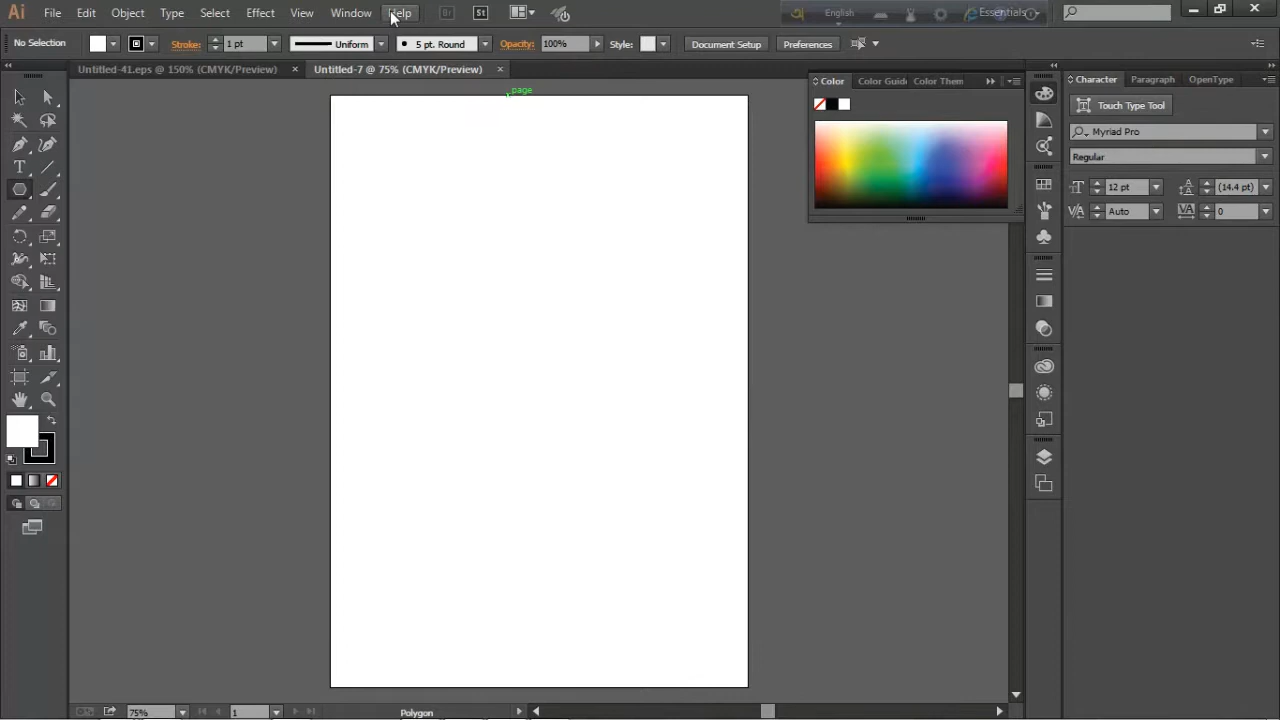 Ai File Edit Object Type Select Effect View Window Help Br St English Essentials
No Selection Stroke: 1 pt Uniform 5 pt. Round Opacity: 100% Style: Document Setup Preferences
Untitled-41.eps @ 150% (CMYK/Preview) × Untitled-7 @ 75% (CMYK/Preview) ×
page
Color Color Guid Color Them
Character Paragraph OpenType
Touch Type Tool
Myriad Pro
Regular
12 pt (14.4 pt)
Auto 0
75% 1 Polygon